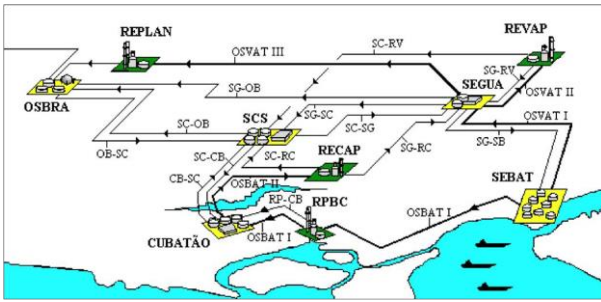 REPLAN
REVAP
SC-RV
OSVAT III
SG-RV
OSBRA
SEGUA
OSVAT II
SG-OB
SCS
SG-SC
OSVAT I
SC-OB
SC-SG
OB-SC
SC-CB
SC-RC
RECAP
SG-RC
SG-SB
CB-SC
OSBAT II
SEBAT
RP-CB
RPBC
OSBAT I
CUBATÃO
OSBAT I